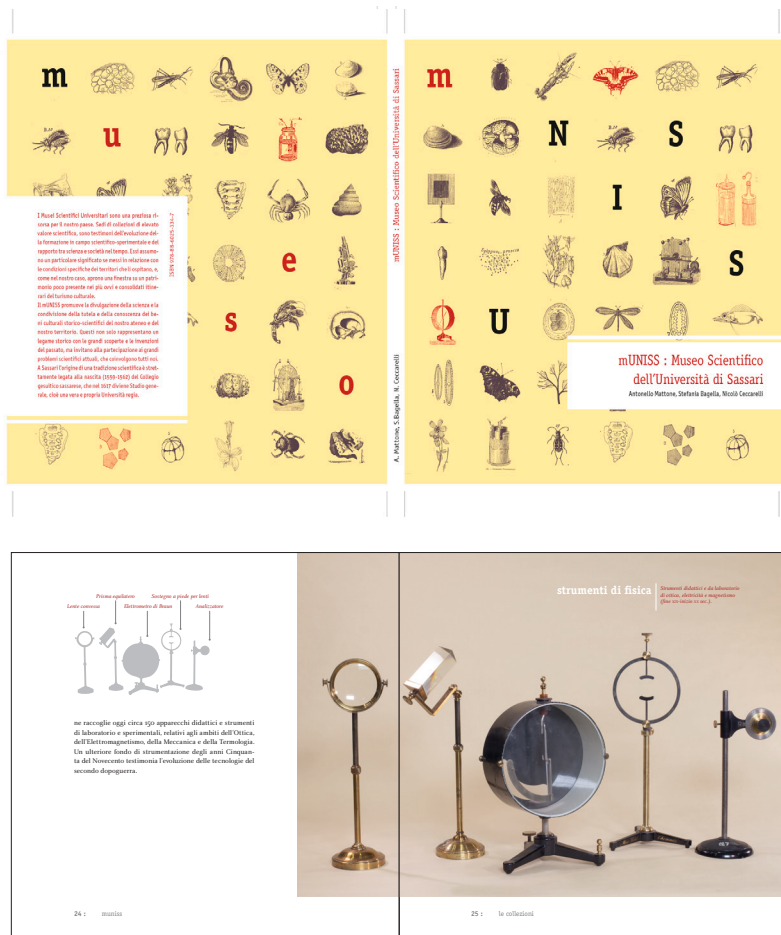 m
u
s
e
o
I Musei Scientifici Universitari sono una preziosa ri-
sorsa per il nostro paese. Sedi di collezioni di elevato
valore scientifico, sono testimoni dell'evoluzione del-
la formazione in campo scientifico-sperimentale e del
rapporto tra scienza e società nel tempo. Essi assumo-
no un particolare significato se messi in relazione con
le condizioni specifiche dei territori che li ospitano, e,
come nel nostro caso, aprono una finestra su un patri-
monio poco presente nei più ovvi e consolidati itine-
rari del turismo culturale.
Il mUNISS promuove la divulgazione della scienza e la
condivisione della tutela e della conoscenza dei be-
ni culturali storico-scientifici del nostro ateneo e del
nostro territorio. Questi non solo rappresentano un
legame storico con le grandi scoperte e le invenzioni
del passato, ma invitano alla partecipazione ai grandi
problemi scientifici attuali, che coinvolgono tutti noi.
A Sassari l'origine di una tradizione scientifica è stret-
tamente legata alla nascita (1559-1562) del Collegio
gesuitico sassarese, che nel 1617 diviene Studio gene-
rale, cioè una vera e propria Università regia.
mUNISS : Museo Scientifico dell'Università di Sassari
A. Mattone, S.Bagella, N. Ceccarelli
m
N S
I
S
U
mUNISS : Museo Scientifico
dell'Università di Sassari
Antonello Mattone, Stefania Bagella, Nicolò Ceccarelli
Prisma equilatero Sostegno a piede per lenti
Lente convessa Elettrometro di Braun Analizzatore
ne raccoglie oggi circa 150 apparecchi didattici e strumenti
di laboratorio e sperimentali, relativi agli ambiti dell'Ottica,
dell'Elettromagnetismo, della Meccanica e della Termologia.
Un ulteriore fondo di strumentazione degli anni Cinquan-
ta del Novecento testimonia l'evoluzione delle tecnologie del
secondo dopoguerra.
24 : muniss
strumenti di fisica
Strumenti didattici e da laboratorio
di ottica, elettricità e magnetismo
25 : le collezioni